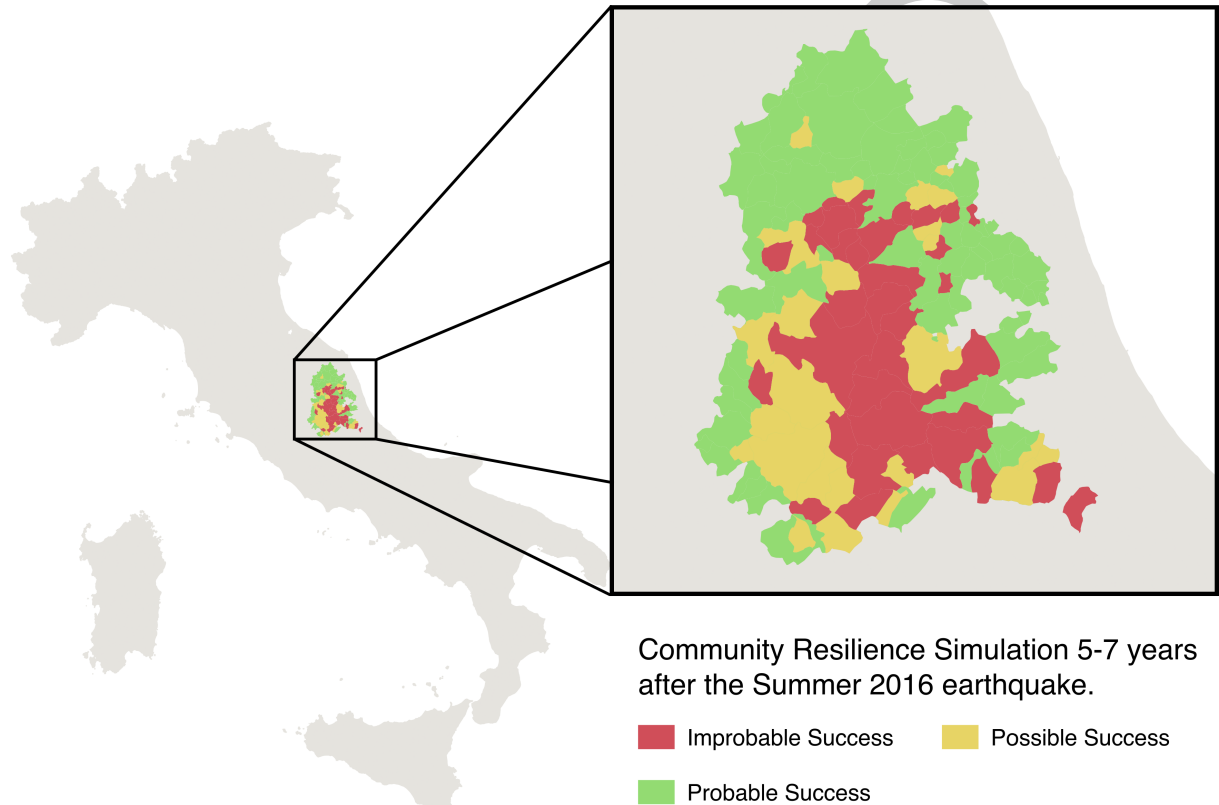 Community Resilience Simulation 5-7 years
after the Summer 2016 earthquake.
Improbable Success
Possible Success
Probable Success